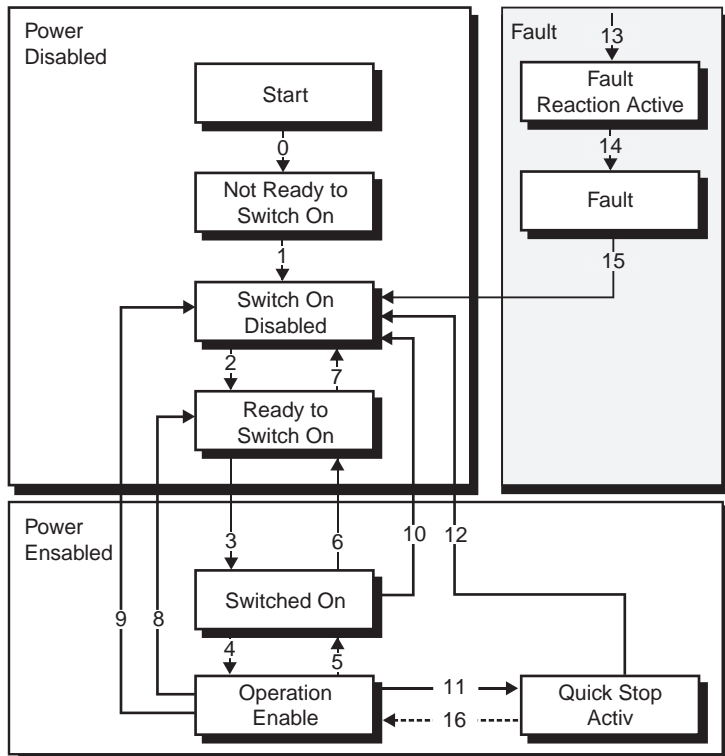 Power
Disabled
Start
0
Not Ready to
Switch On
1
Switch On
Disabled
2
7
Ready to
Switch On
Fault
13
Fault
Reaction Active
14
Fault
15
Power
Ensabled
3
6
10
12
Switched On
9
8
4
5
Operation
Enable
11
16
Quick Stop
Activ